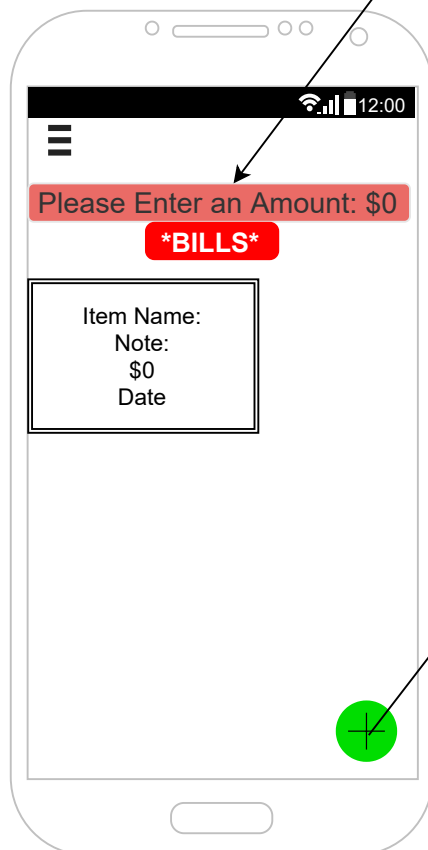 12:00
Please Enter an Amount: $0
*BILLS*
Item Name:
Note:
$0
Date